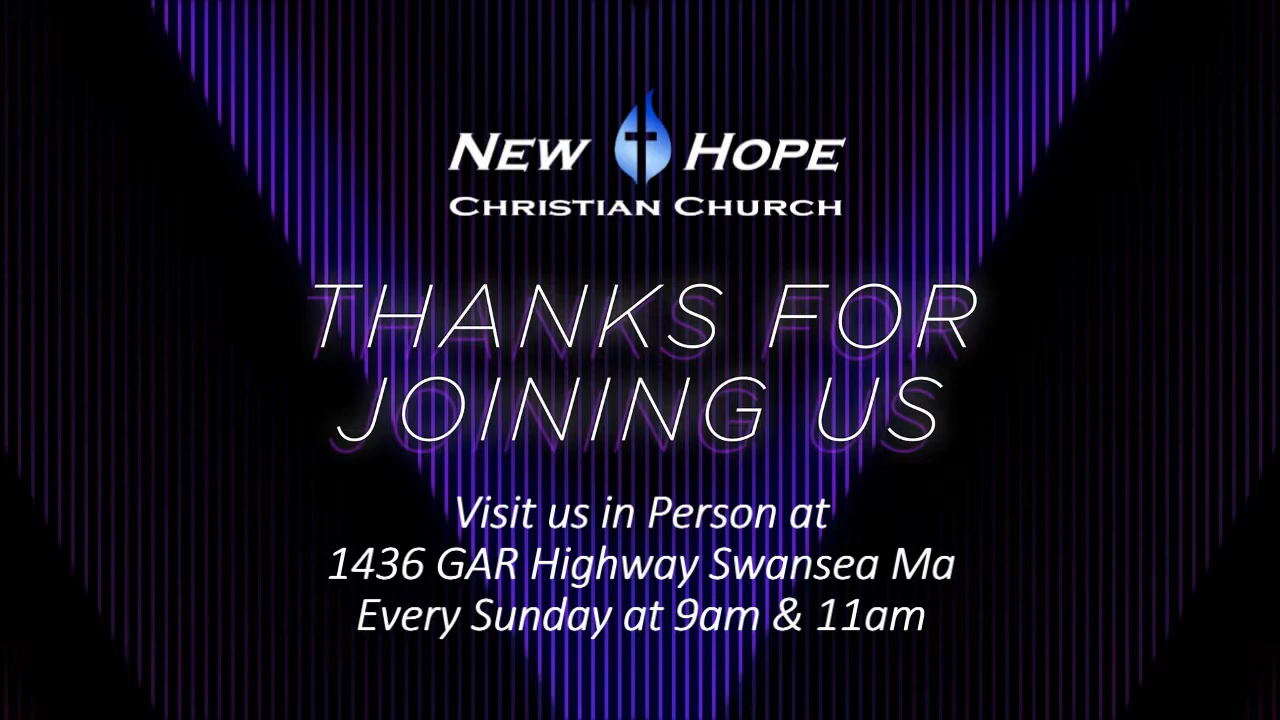 New Hope
Christian Church
THANKS FOR
JOINING US
Visit us in Person at
1436 GAR Highway Swansea Ma
Every Sunday at 9am & 11am